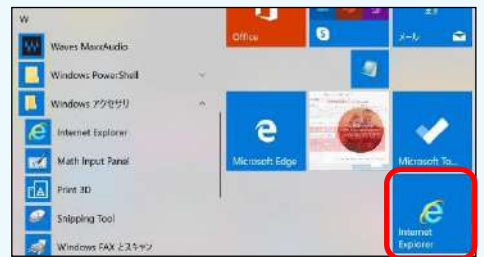 W
Waves MaxxAudio
Windows PowerShell
Windows アクセサリ
Internet Explorer
Math Input Panel
Print 3D
Snipping Tool
Windows FAX とスキャン
Office
メール
Microsoft Edge
Microsoft To...
Internet
Explorer